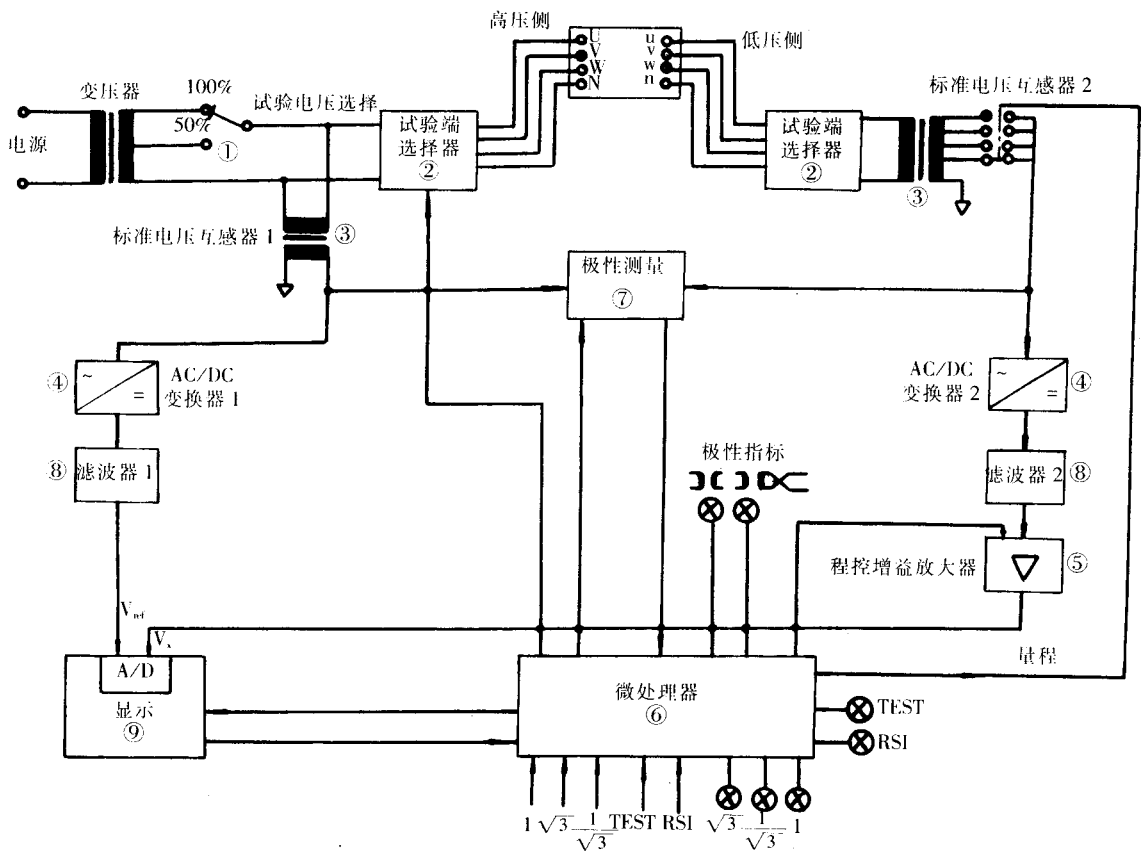 高压侧
U
V
W
N
u
v
w
n
低压侧
变压器
100%
50%
①
试验电压选择
电源
试验端
选择器
②
试验端
选择器
②
标准电压互感器 2
③
标准电压互感器 1
③
极性测量
⑦
④
~
=
AC/DC
变换器 1
AC/DC
变换器 2
~
=
④
⑧
滤波器 1
极性指标
滤波器 2
⑧
程控增益放大器
⑤
Vref
Vx
A/D
显示
⑨
微处理器
⑥
量程
TEST
RSI
1 √3 1/√3 TEST RSI √3 1/√3 1